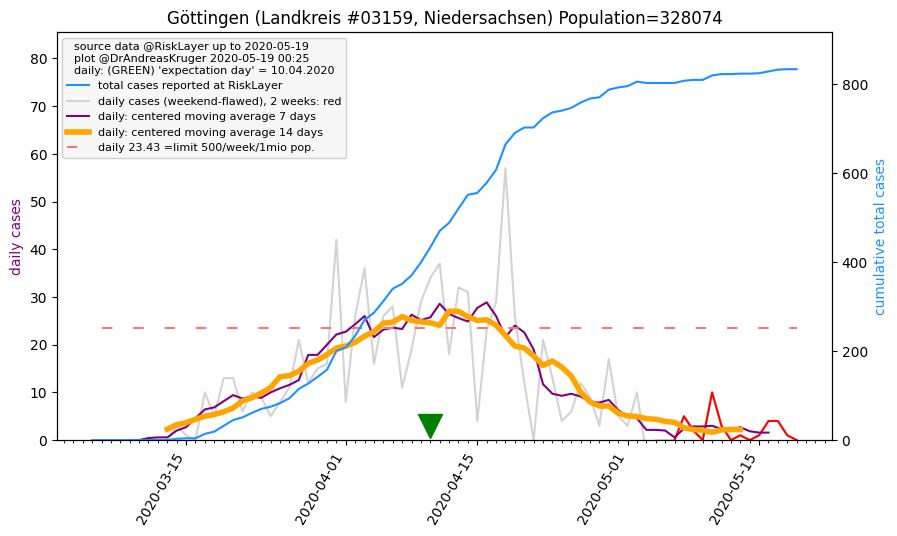 Göttingen (Landkreis #03159, Niedersachsen) Population=328074
source data @RiskLayer up to 2020-05-19
plot @DrAndreasKruger 2020-05-19 00:25
daily: (GREEN) 'expectation day' = 10.04.2020
total cases reported at RiskLayer
daily cases (weekend-flawed), 2 weeks: red
daily: centered moving average 7 days
daily: centered moving average 14 days
daily 23.43 =limit 500/week/1mio pop.
daily cases
80
70
60
50
40
30
20
10
0
cumulative total cases
800
600
400
200
0
2020-03-15
2020-04-01
2020-04-15
2020-05-01
2020-05-15